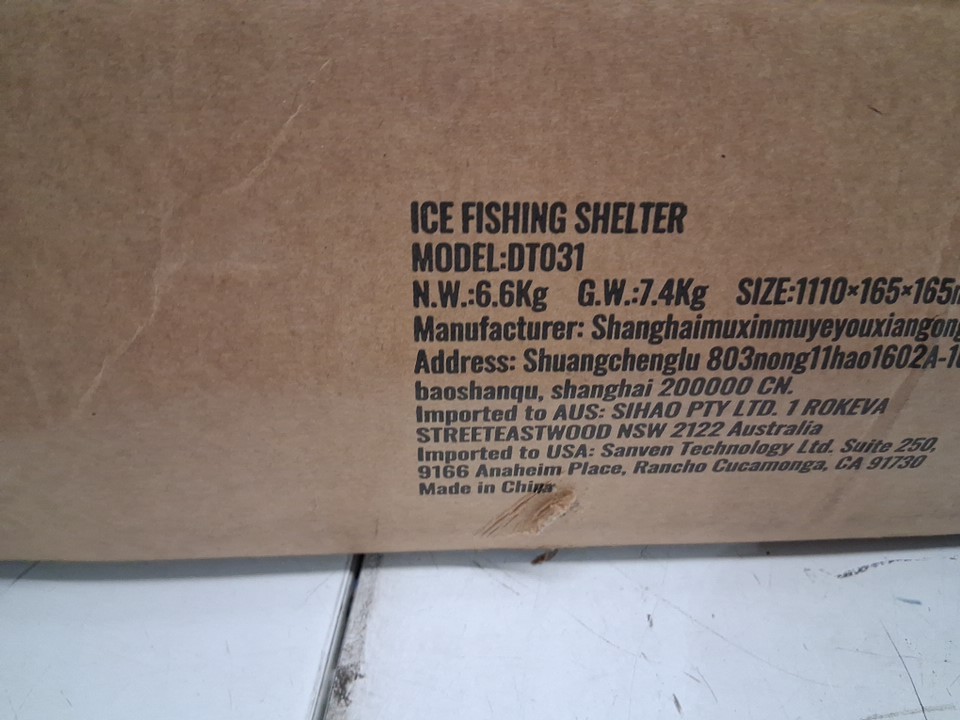 ICE FISHING SHELTER
MODEL:DT031
N.W.:6.6Kg G.W.:7.4Kg SIZE:1110×165×165m
Manufacturer: Shanghaimuxinmuyeyouxiangong
Address: Shuangchenglu 803nong11hao1602A-1
baoshanqu, shanghai 200000 CN.
Imported to AUS: SIHAO PTY LTD. 1 ROKEVA
STREETEASTWOOD NSW 2122 Australia
Imported to USA: Sanven Technology Ltd. Suite 250,
9166 Anaheim Place, Rancho Cucamonga, CA 91730
Made in China